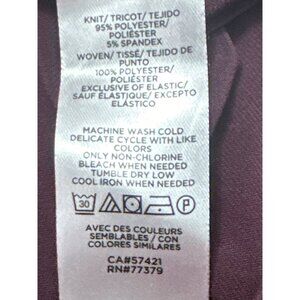 KNIT/ TRICOT/ TEJIDO
95% POLYESTER/
POLIÉSTER
5% SPANDEX
WOVEN/ TISSÉ/ TEJIDO DE
PUNTO
100% POLYESTER/
POLIÉSTER
EXCLUSIVE OF ELASTIC/
SAUF ÉLASTIQUE/ EXCEPTO
ELÁSTICO
MACHINE WASH COLD
DELICATE CYCLE WITH LIKE
COLORS
ONLY NON-CHLORINE
BLEACH WHEN NEEDED
TUMBLE DRY LOW
COOL IRON WHEN NEEDED
30 P
AVEC DES COULEURS
SEMBLABLES / CON
COLORES SIMILARES
CA#57421
RN#77379